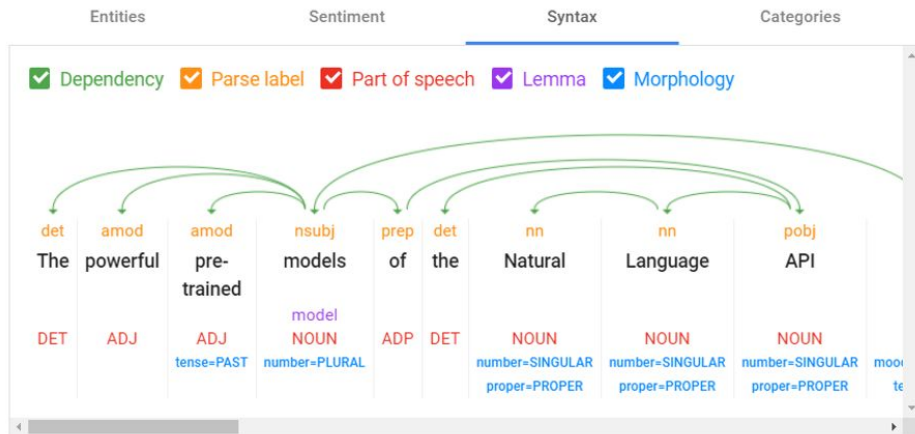 Entities Sentiment Syntax Categories
Dependency Parse label Part of speech Lemma Morphology
det amod amod nsubj prep det nn nn pobj
The powerful pre- models of the Natural Language API
trained
model
DET ADJ ADJ NOUN ADP DET NOUN NOUN NOUN
tense=PAST number=PLURAL number=SINGULAR number=SINGULAR number=SINGULAR
proper=PROPER proper=PROPER proper=PROPER